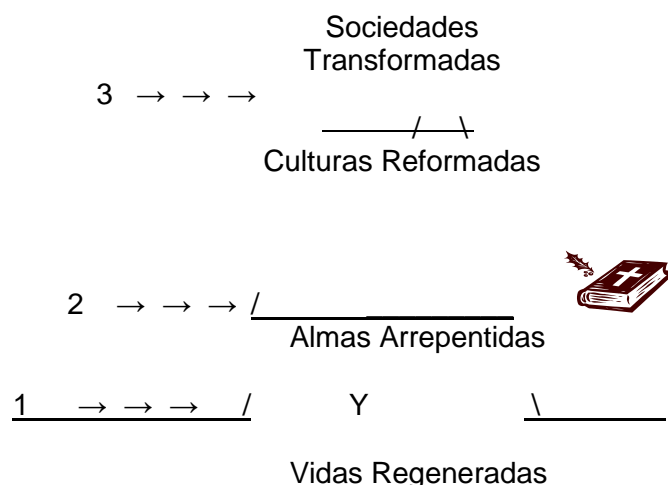 Sociedades
Transformadas
3 → → →
/ \
Culturas Reformadas
2 → → → /
Almas Arrepentidas
1 → → → / Y \
Vidas Regeneradas